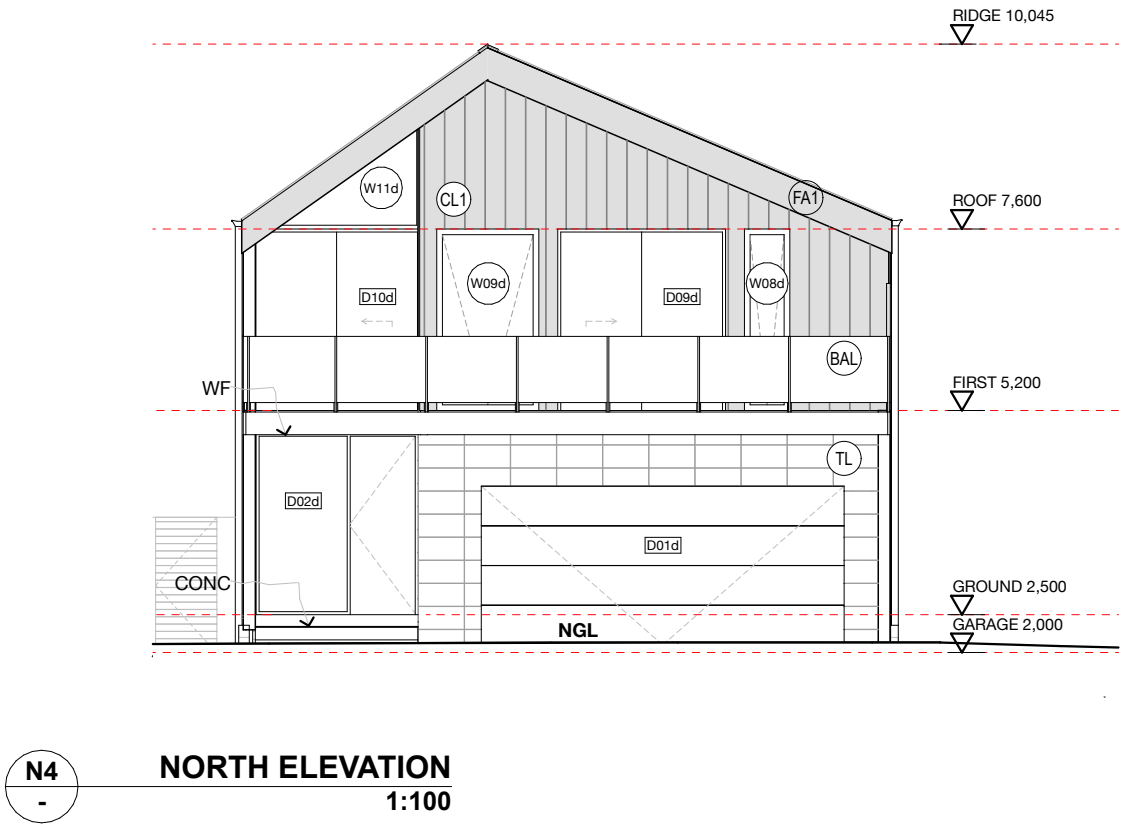 RIDGE 10,045
W11d
CL1
FA1
ROOF 7,600
D10d
W09d
D09d
W08d
BAL
WF
FIRST 5,200
TL
D02d
D01d
CONC
GROUND 2,500
GARAGE 2,000
NGL
N4
-
NORTH ELEVATION
1:100